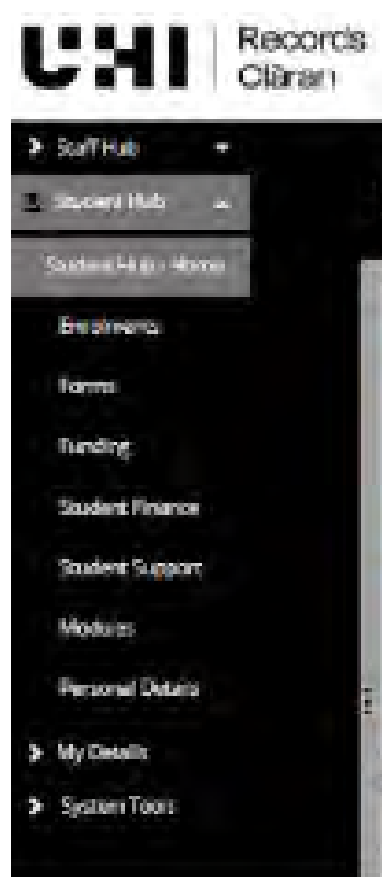 UHI
Records
Clàran
Staff Hub
Student Hub
Student Hub - Home
Enrolments
Forms
Funding
Student Finance
Student Support
Modules
Personal Details
My Details
System Tools